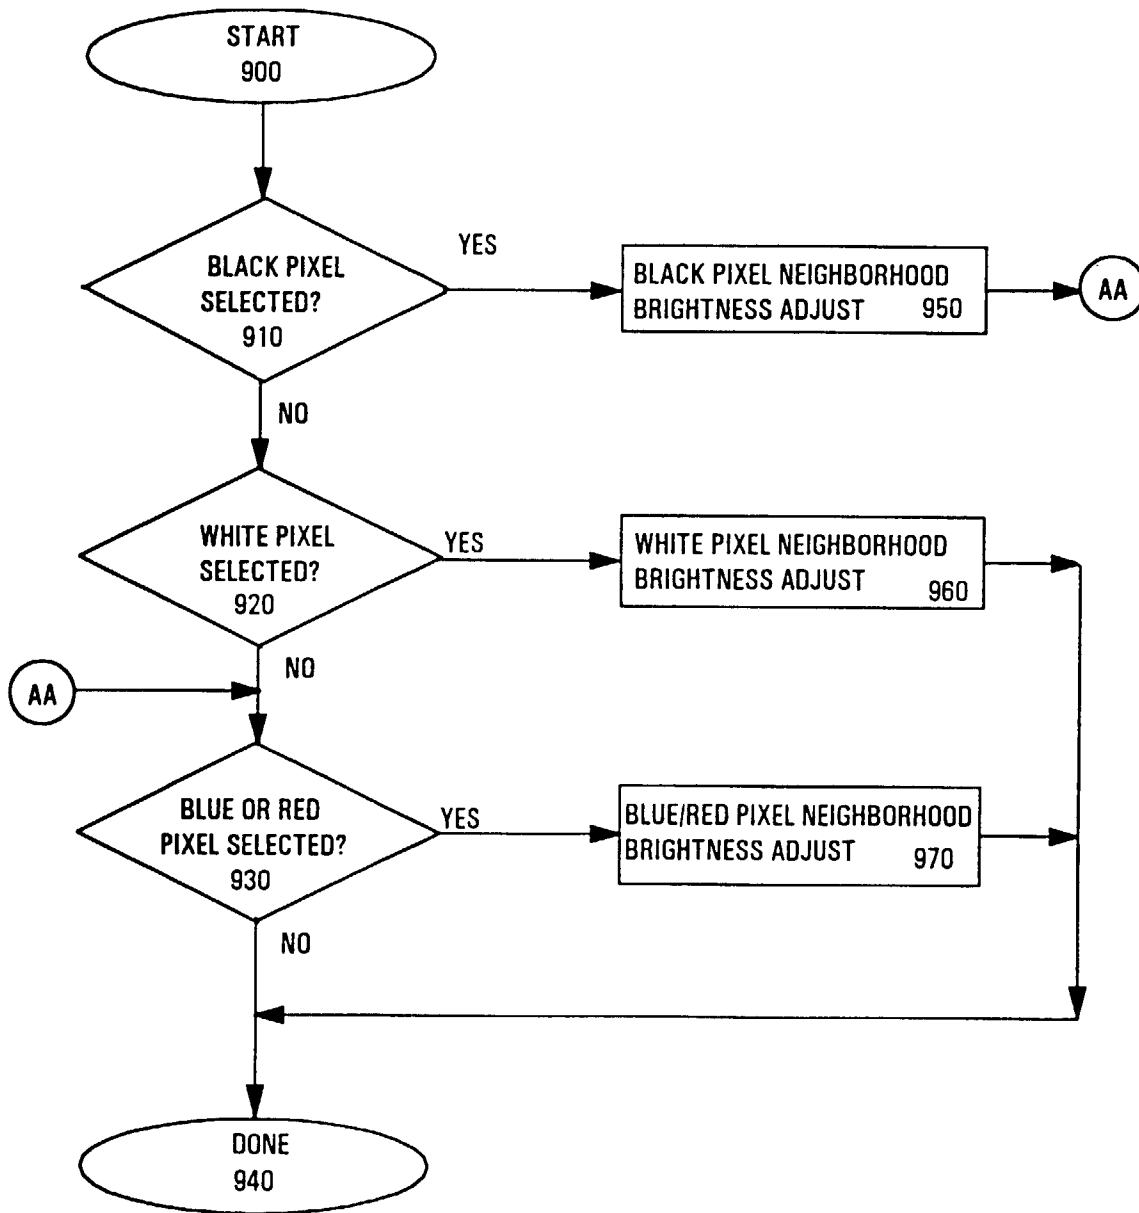 START
900
BLACK PIXEL
SELECTED?
910
YES
BLACK PIXEL NEIGHBORHOOD
BRIGHTNESS ADJUST 950
AA
NO
WHITE PIXEL
SELECTED?
920
YES
WHITE PIXEL NEIGHBORHOOD
BRIGHTNESS ADJUST 960
NO
AA
BLUE OR RED
PIXEL SELECTED?
930
YES
BLUE/RED PIXEL NEIGHBORHOOD
BRIGHTNESS ADJUST 970
NO
DONE
940